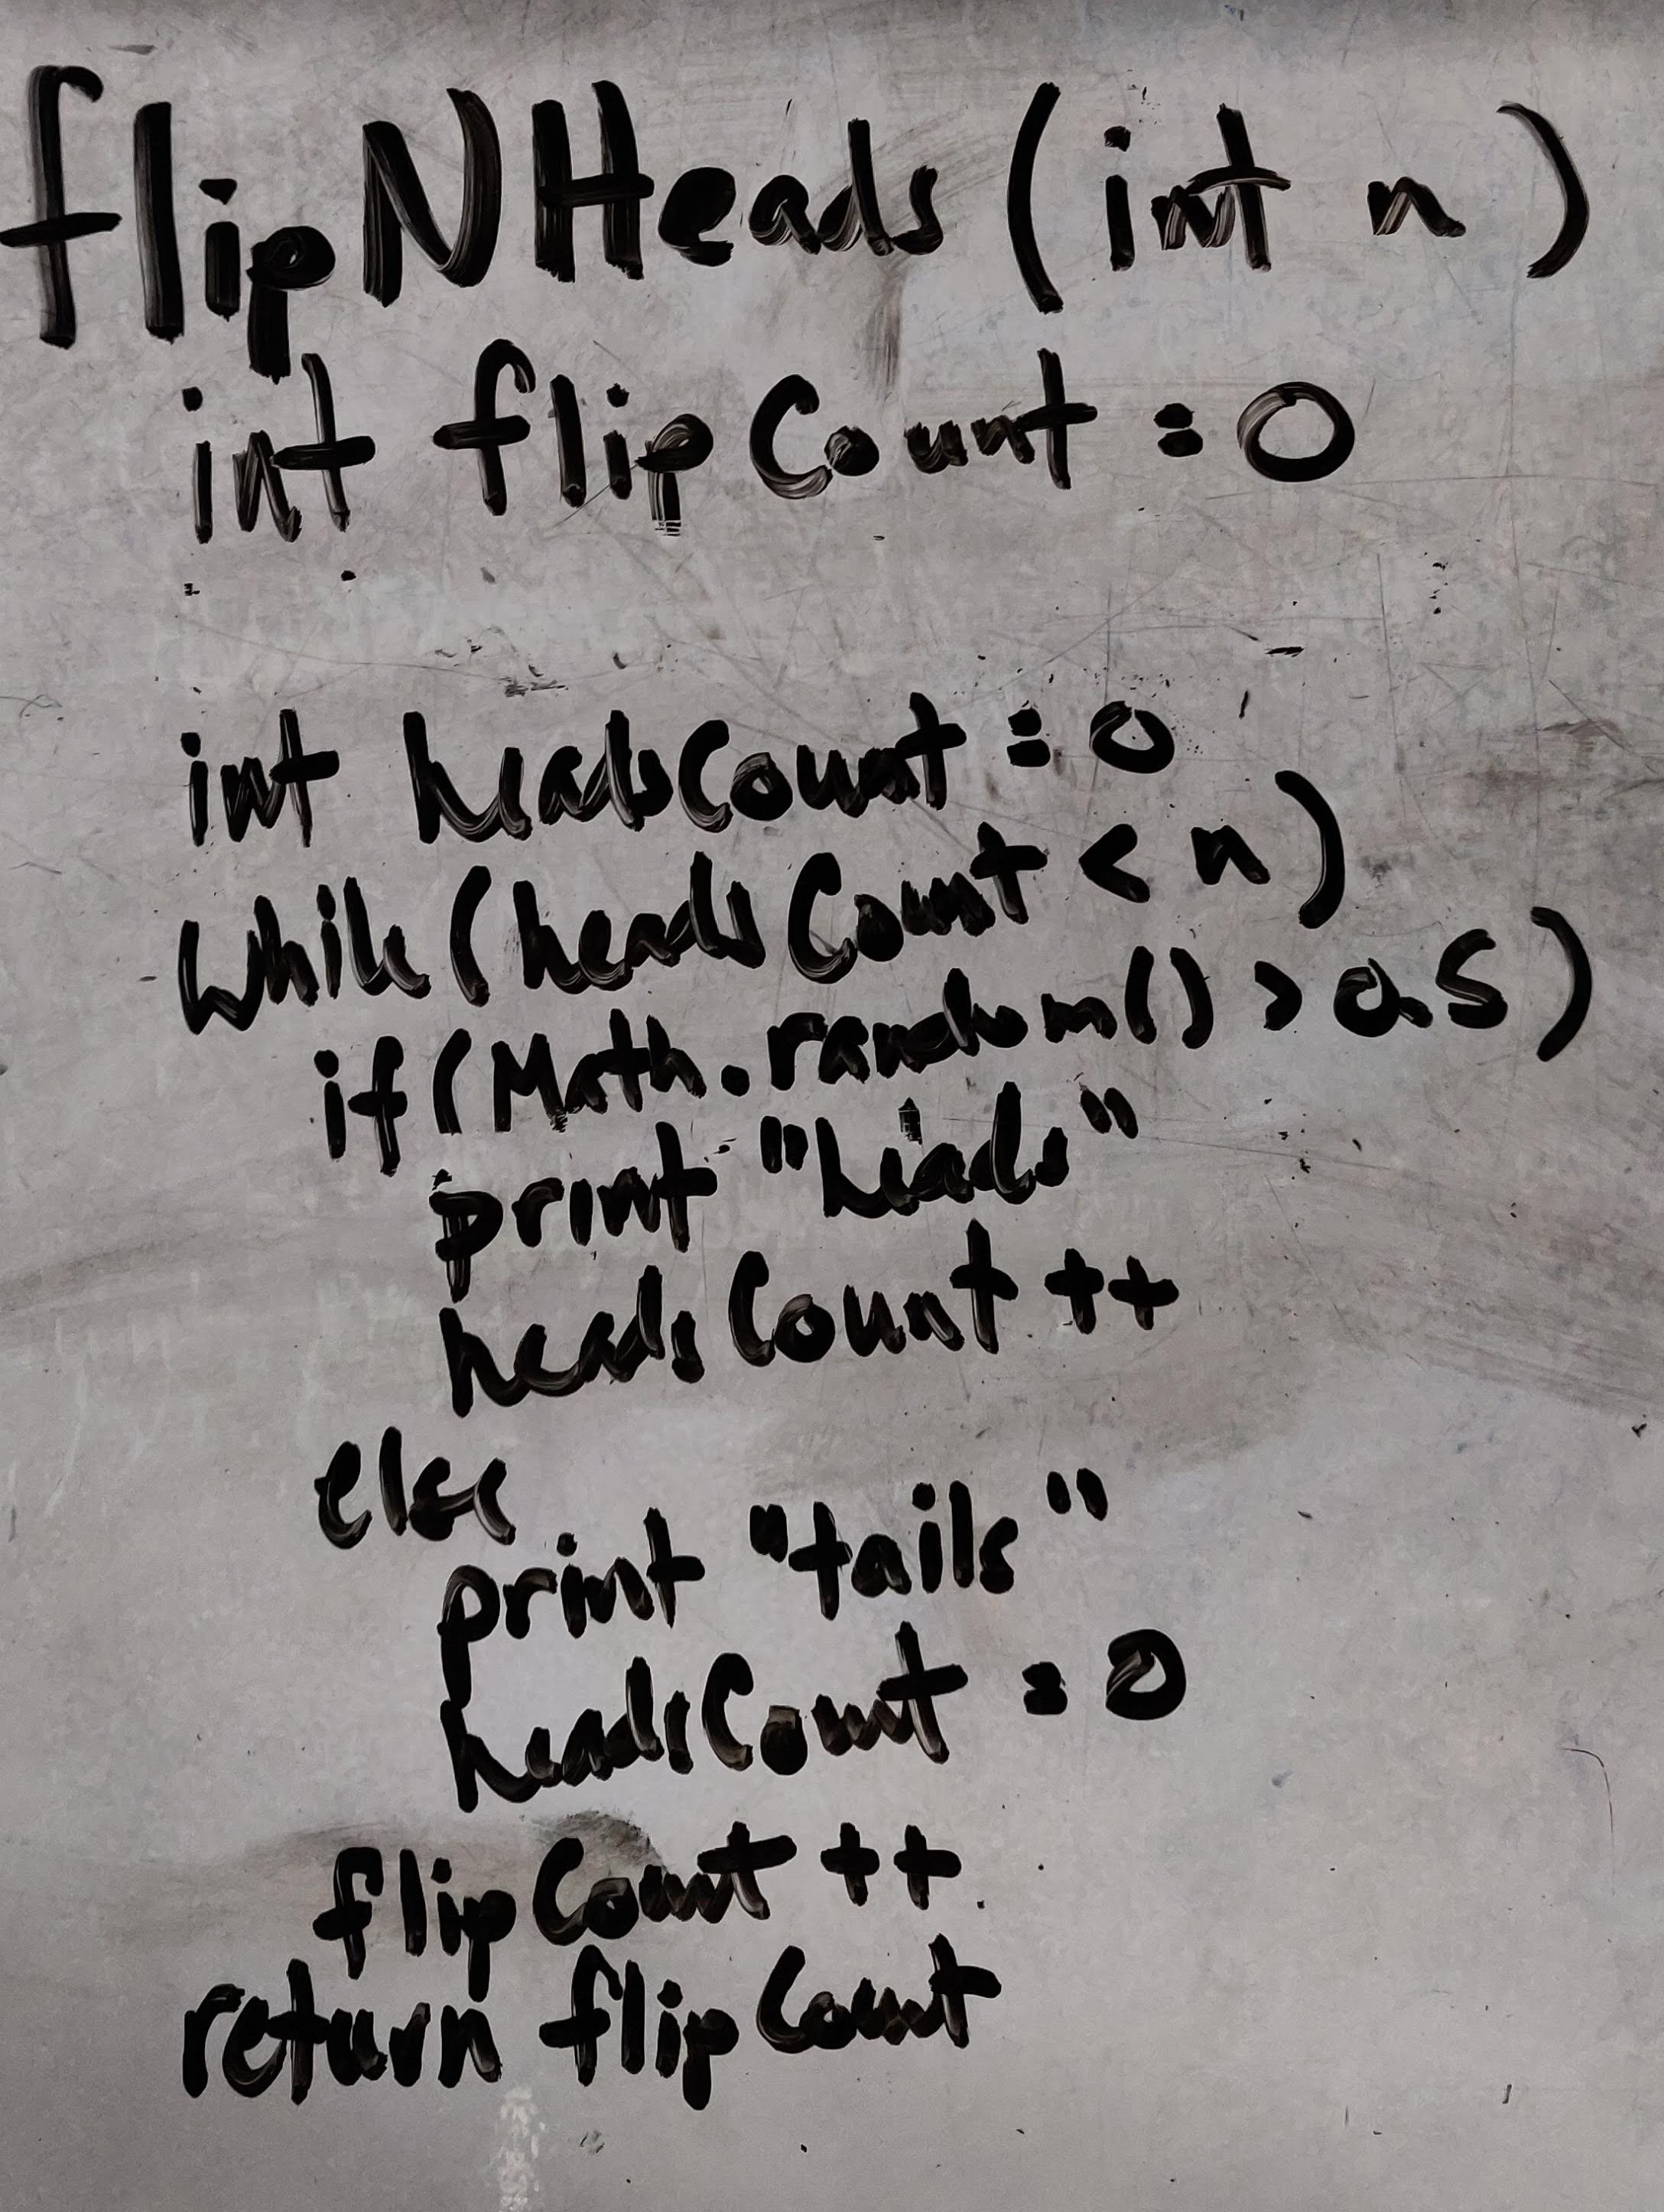 flipNHeads (int n)
int flipCount = 0
int headsCount = 0
while (headsCount < n)
if (Math.random() > 0.5)
print "heads"
headsCount ++
else
print "tails"
headsCount = 0
flipCount ++
return flipCount